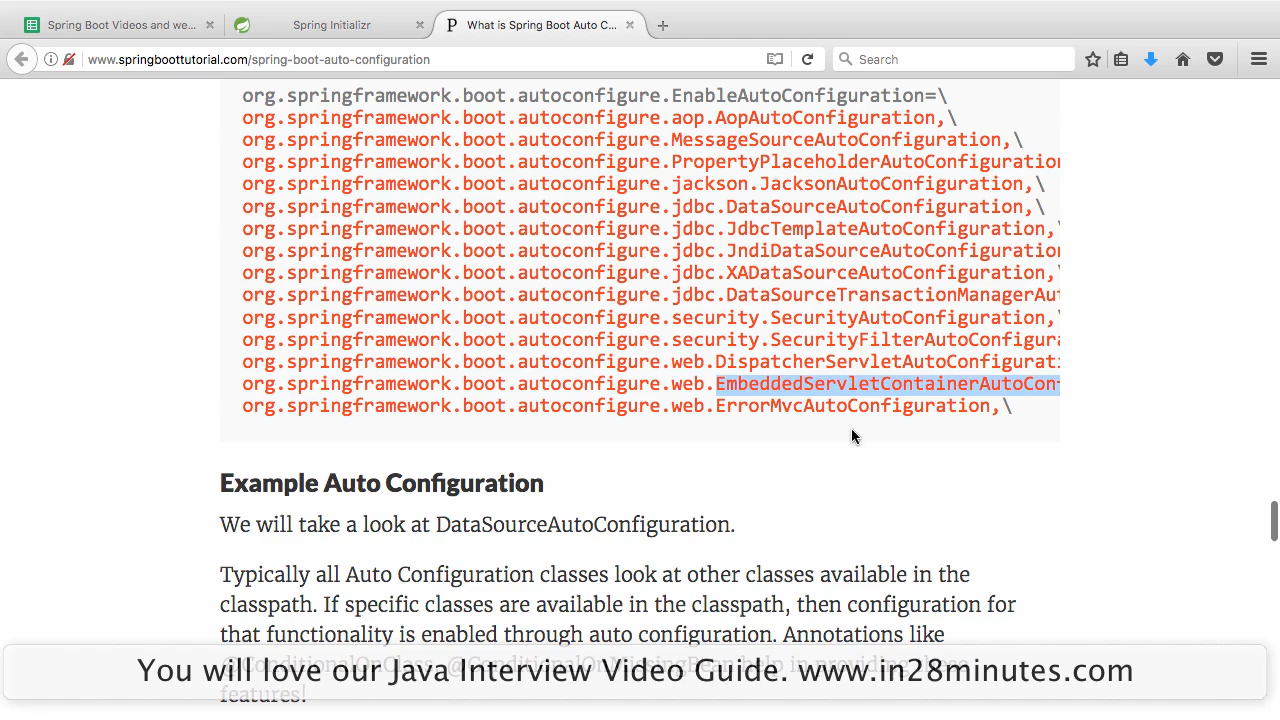 Spring Boot Videos and we...
Spring Initializr
What is Spring Boot Auto C...
www.springboottutorial.com/spring-boot-auto-configuration
Search
org.springframework.boot.autoconfigure.EnableAutoConfiguration=\
org.springframework.boot.autoconfigure.aop.AopAutoConfiguration,\
org.springframework.boot.autoconfigure.MessageSourceAutoConfiguration,\
org.springframework.boot.autoconfigure.PropertyPlaceholderAutoConfiguration
org.springframework.boot.autoconfigure.jackson.JacksonAutoConfiguration,\
org.springframework.boot.autoconfigure.jdbc.DataSourceAutoConfiguration,\
org.springframework.boot.autoconfigure.jdbc.JdbcTemplateAutoConfiguration,\
org.springframework.boot.autoconfigure.jdbc.JndiDataSourceAutoConfiguration
org.springframework.boot.autoconfigure.jdbc.XADataSourceAutoConfiguration,\
org.springframework.boot.autoconfigure.jdbc.DataSourceTransactionManagerAut
org.springframework.boot.autoconfigure.security.SecurityAutoConfiguration,\
org.springframework.boot.autoconfigure.security.SecurityFilterAutoConfigura
org.springframework.boot.autoconfigure.web.DispatcherServletAutoConfigurati
org.springframework.boot.autoconfigure.web.EmbeddedServletContainerAutoConf
org.springframework.boot.autoconfigure.web.ErrorMvcAutoConfiguration,\
Example Auto Configuration
We will take a look at DataSourceAutoConfiguration.
Typically all Auto Configuration classes look at other classes available in the
classpath. If specific classes are available in the classpath, then configuration for
that functionality is enabled through auto configuration. Annotations like
@ConditionalOnClass, @ConditionalOnMissingBean help in providing these
You will love our Java Interview Video Guide. www.in28minutes.com
features!